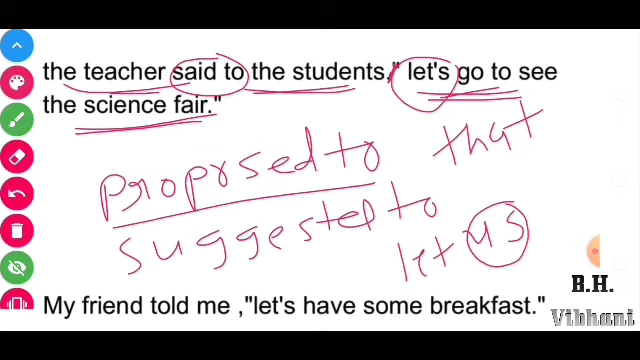 the teacher said to the students," let's go to see
the science fair."
proprsed to that
suggested to
let us
My friend told me ,"let's have some breakfast."
B.H.
Vibhani